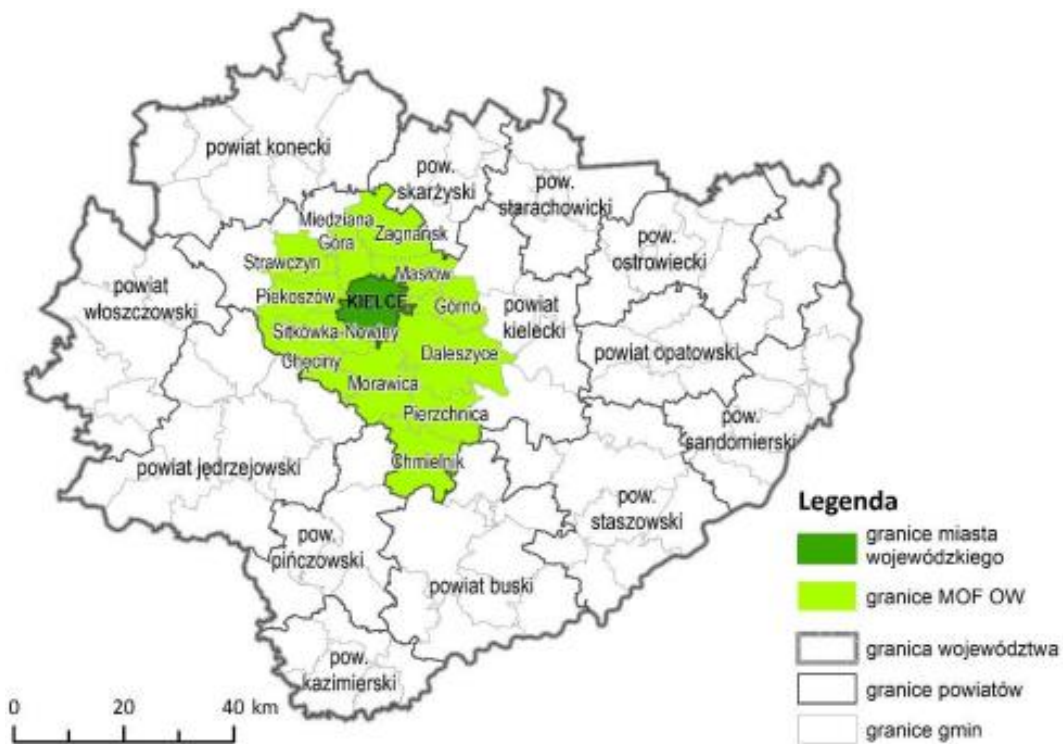 powiat konecki
pow.
skarżyski
pow.
starachowicki
Miedziana
Góra
Zagnańsk
pow.
ostrowiecki
Strawczyn
Masłów
powiat
włoszczowski
Piekoszów
KIELCE
Górno
powiat
kielecki
Sitkówka-Nowiny
Daleszyce
powiat opatowski
Chęciny
Morawica
Pierzchnica
pow.
sandomierski
powiat jędrzejowski
Chmielnik
pow.
staszowski
pow.
pińczowski
powiat buski
pow.
kazimierski
Legenda
granice miasta
wojewódzkiego
granice MOF OW
granica województwa
granice powiatów
granice gmin
0 20 40 km